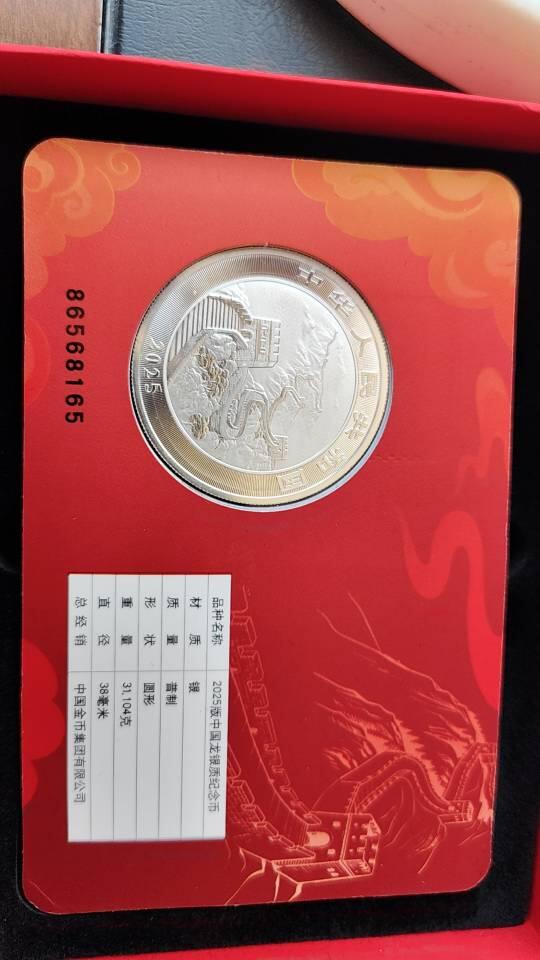 中华人民共和国
2025
86568165
品种名称 2025版中国龙银质纪念币
材 质 银
质 量 普制
形 状 圆形
重 量 31.104克
直 径 38毫米
总 经 销 中国金币集团有限公司